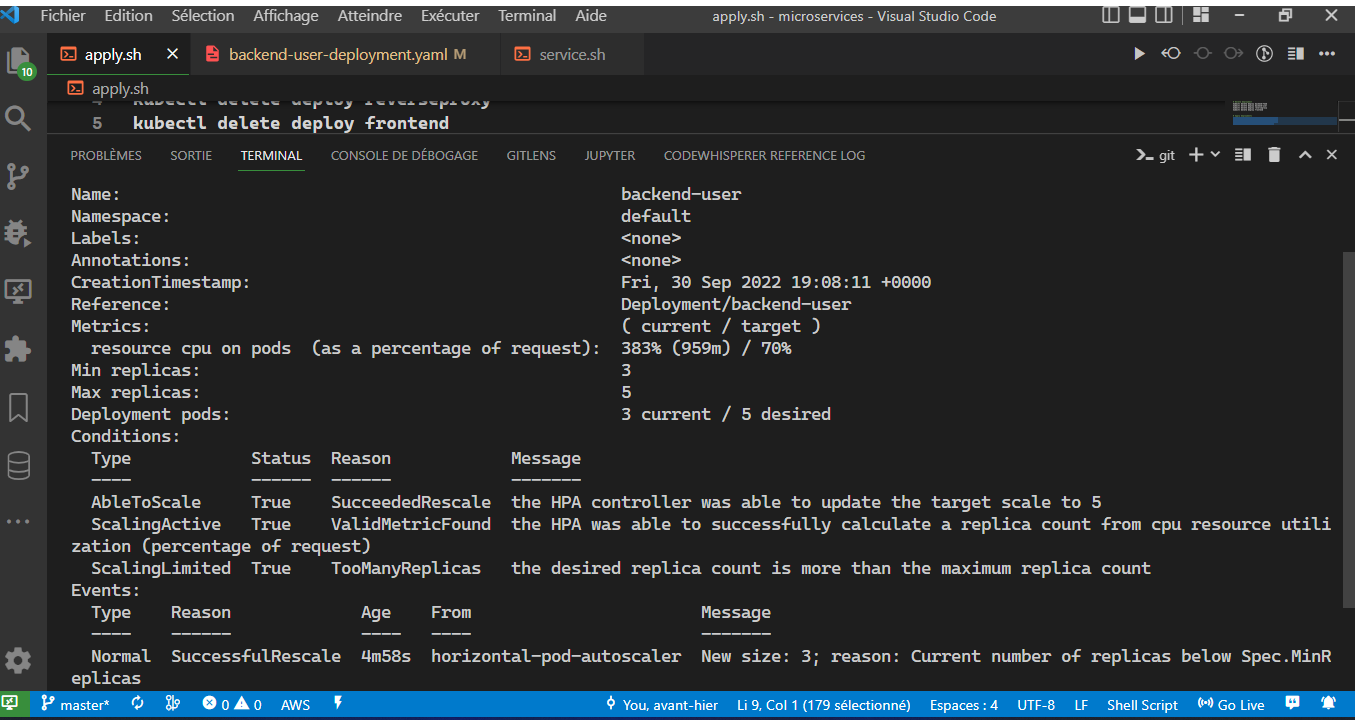 Fichier Edition Sélection Affichage Atteindre Exécuter Terminal Aide apply.sh - microservices - Visual Studio Code
apply.sh backend-user-deployment.yaml M service.sh
10
apply.sh
4 kubectl delete deploy reverseproxy
5 kubectl delete deploy frontend
PROBLÈMES SORTIE TERMINAL CONSOLE DE DÉBOGAGE GITLENS JUPYTER CODEWHISPERER REFERENCE LOG git
Name: backend-user
Namespace: default
Labels: <none>
Annotations: <none>
CreationTimestamp: Fri, 30 Sep 2022 19:08:11 +0000
Reference: Deployment/backend-user
Metrics: ( current / target )
resource cpu on pods (as a percentage of request): 383% (959m) / 70%
Min replicas: 3
Max replicas: 5
Deployment pods: 3 current / 5 desired
Conditions:
Type Status Reason Message
---- ------ ------ -------
AbleToScale True SucceededRescale the HPA controller was able to update the target scale to 5
ScalingActive True ValidMetricFound the HPA was able to successfully calculate a replica count from cpu resource utili
zation (percentage of request)
ScalingLimited True TooManyReplicas the desired replica count is more than the maximum replica count
Events:
Type Reason Age From Message
---- ------ ---- ---- -------
Normal SuccessfulRescale 4m58s horizontal-pod-autoscaler New size: 3; reason: Current number of replicas below Spec.MinR
eplicas
master* 0 0 AWS You, avant-hier Li 9, Col 1 (179 sélectionné) Espaces : 4 UTF-8 LF Shell Script Go Live